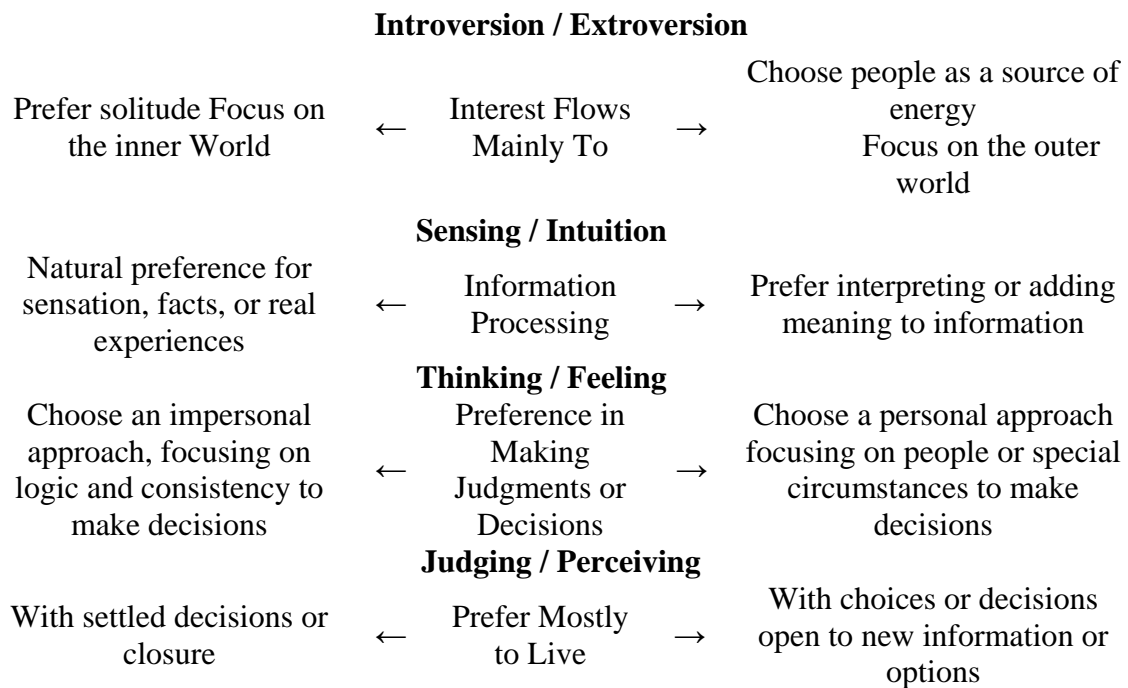 Introversion / Extroversion
Prefer solitude Focus on
the inner World
←
Interest Flows
Mainly To
→
Choose people as a source of
energy
Focus on the outer
world
Sensing / Intuition
Natural preference for
sensation, facts, or real
experiences
←
Information
Processing
→
Prefer interpreting or adding
meaning to information
Thinking / Feeling
Choose an impersonal
approach, focusing on
logic and consistency to
make decisions
←
Preference in
Making
Judgments or
Decisions
→
Choose a personal approach
focusing on people or special
circumstances to make
decisions
Judging / Perceiving
With settled decisions or
closure
←
Prefer Mostly
to Live
→
With choices or decisions
open to new information or
options